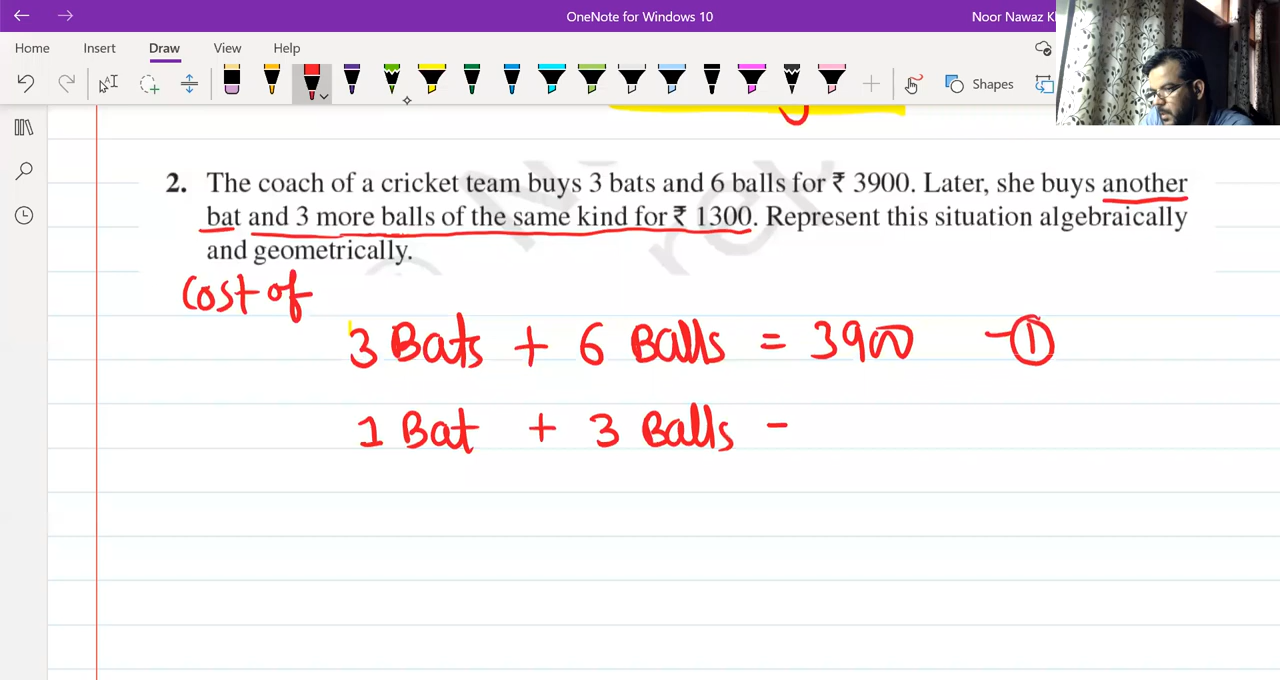 OneNote for Windows 10
Noor Nawaz K
Home Insert Draw View Help
Shapes
2. The coach of a cricket team buys 3 bats and 6 balls for ₹ 3900. Later, she buys another
bat and 3 more balls of the same kind for ₹ 1300. Represent this situation algebraically
and geometrically.
Cost of
3 Bats + 6 Balls = 3900 -①
1 Bat + 3 Balls -